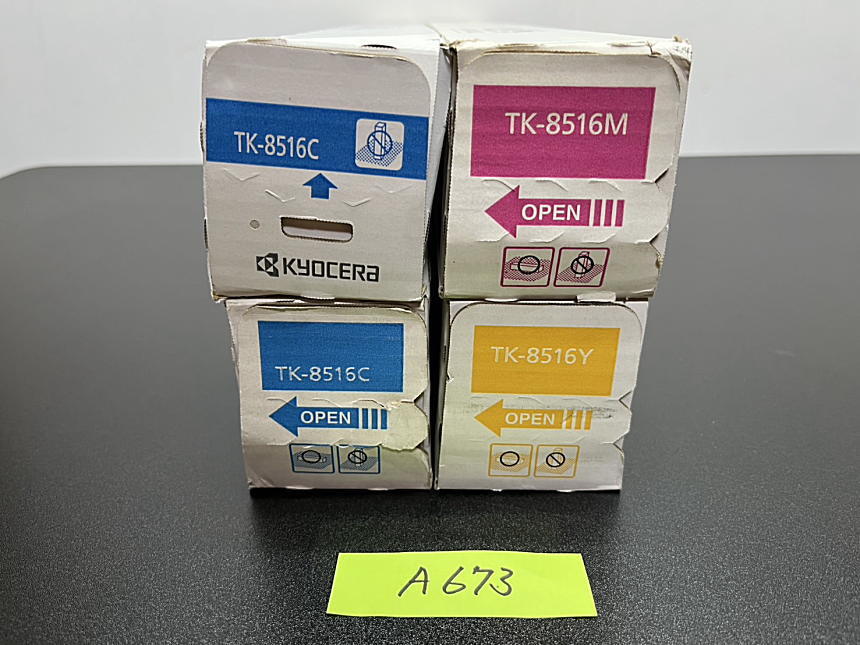 TK-8516C
KYOCERA
TK-8516M
OPEN
TK-8516C
OPEN
TK-8516Y
OPEN
A673